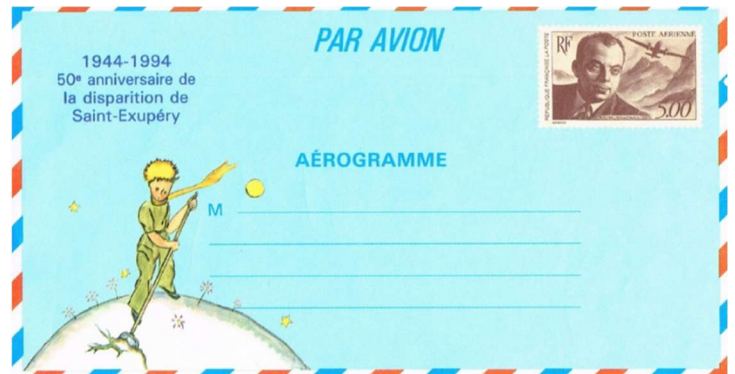 PAR AVION
1944-1994
50e anniversaire de
la disparition de
Saint-Exupéry
RF
POSTE AERIENNE
REPUBLIQUE FRANÇAISE LA POSTE
5,00
AÉROGRAMME
M